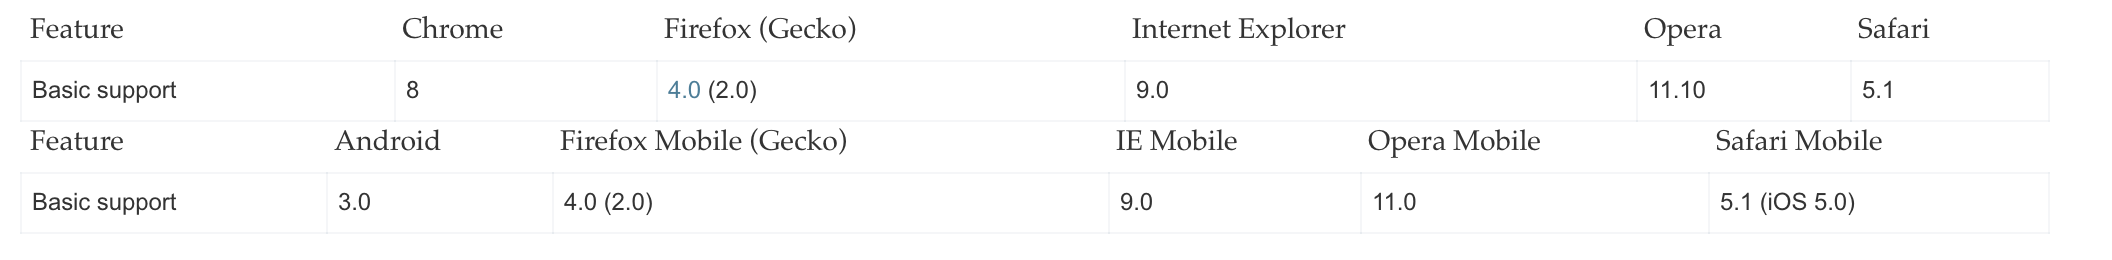 Feature Chrome Firefox (Gecko) Internet Explorer Opera Safari
Basic support 8 4.0 (2.0) 9.0 11.10 5.1
Feature Android Firefox Mobile (Gecko) IE Mobile Opera Mobile Safari Mobile
Basic support 3.0 4.0 (2.0) 9.0 11.0 5.1 (iOS 5.0)